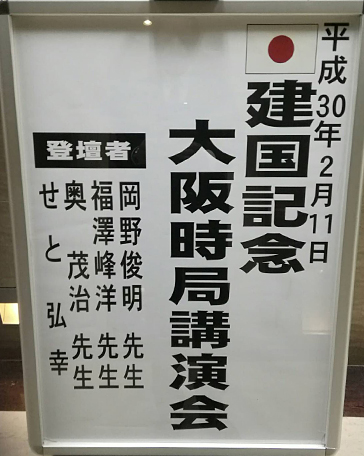 平成30年2月11日
建国記念
大阪時局講演会
登壇者
岡野俊明 先生
福澤峰洋 先生
奥 茂治 先生
せと弘幸